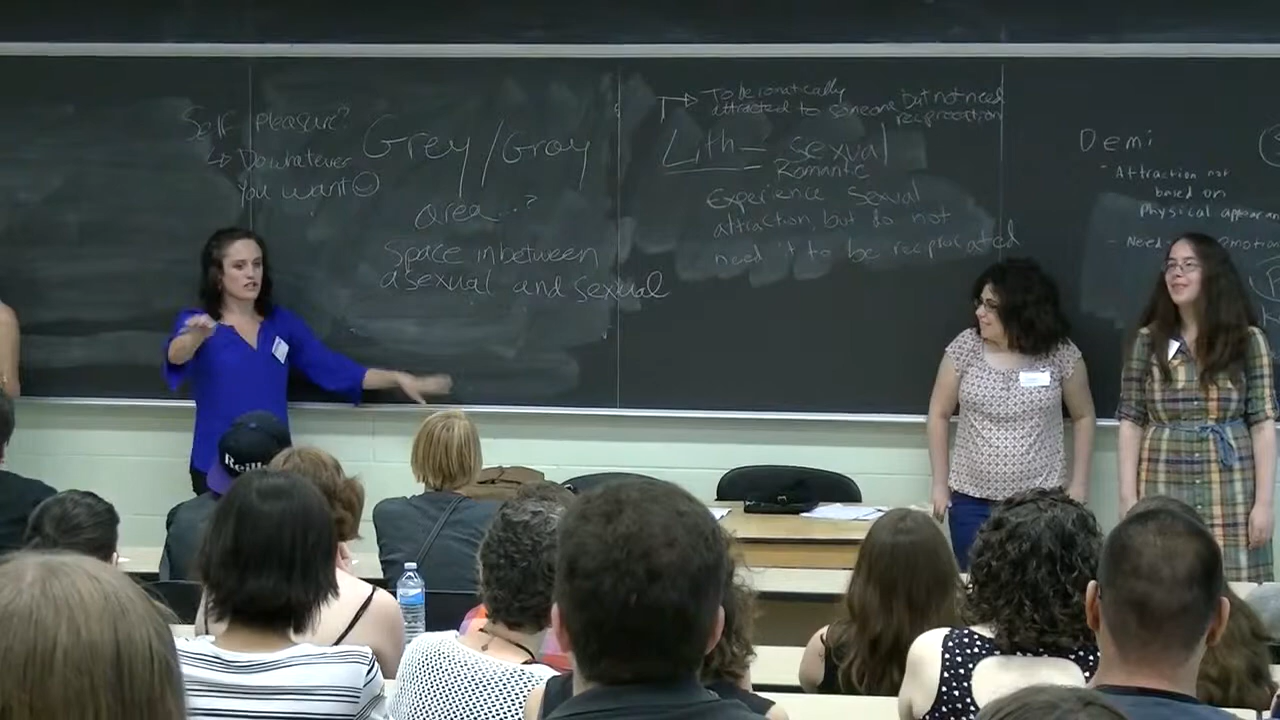 Self pleasure?
↳ Do whatever
you want ☺
Grey/Gray
area..?
Space in between
asexual and sexual
To be romatically
attracted to someone but not need
reciprocation
Lith- sexual
Romantic
Experience sexual
attraction, but do not
need it to be reciprocated
Demi
- Attraction not
based on
Physical
- Need
Reills